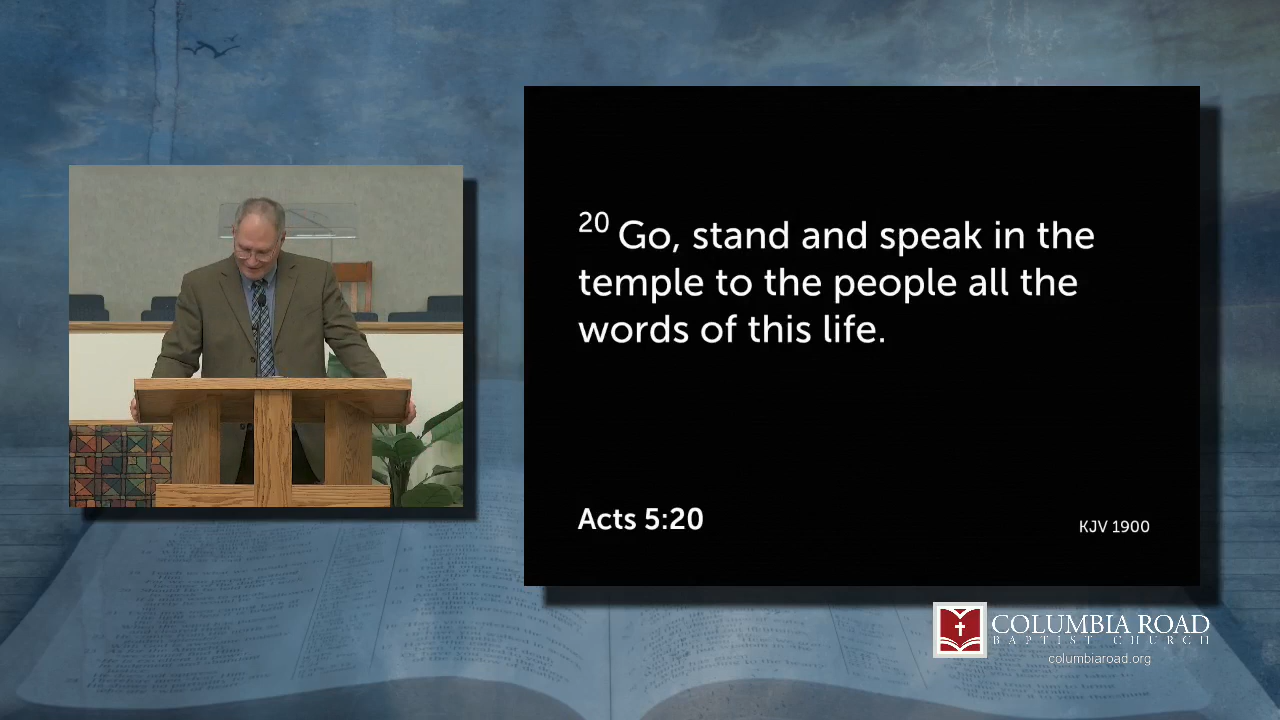 20 Go, stand and speak in the
temple to the people all the
words of this life.
Acts 5:20
KJV 1900
COLUMBIA ROAD
BAPTIST CHURCH
columbiaroad.org